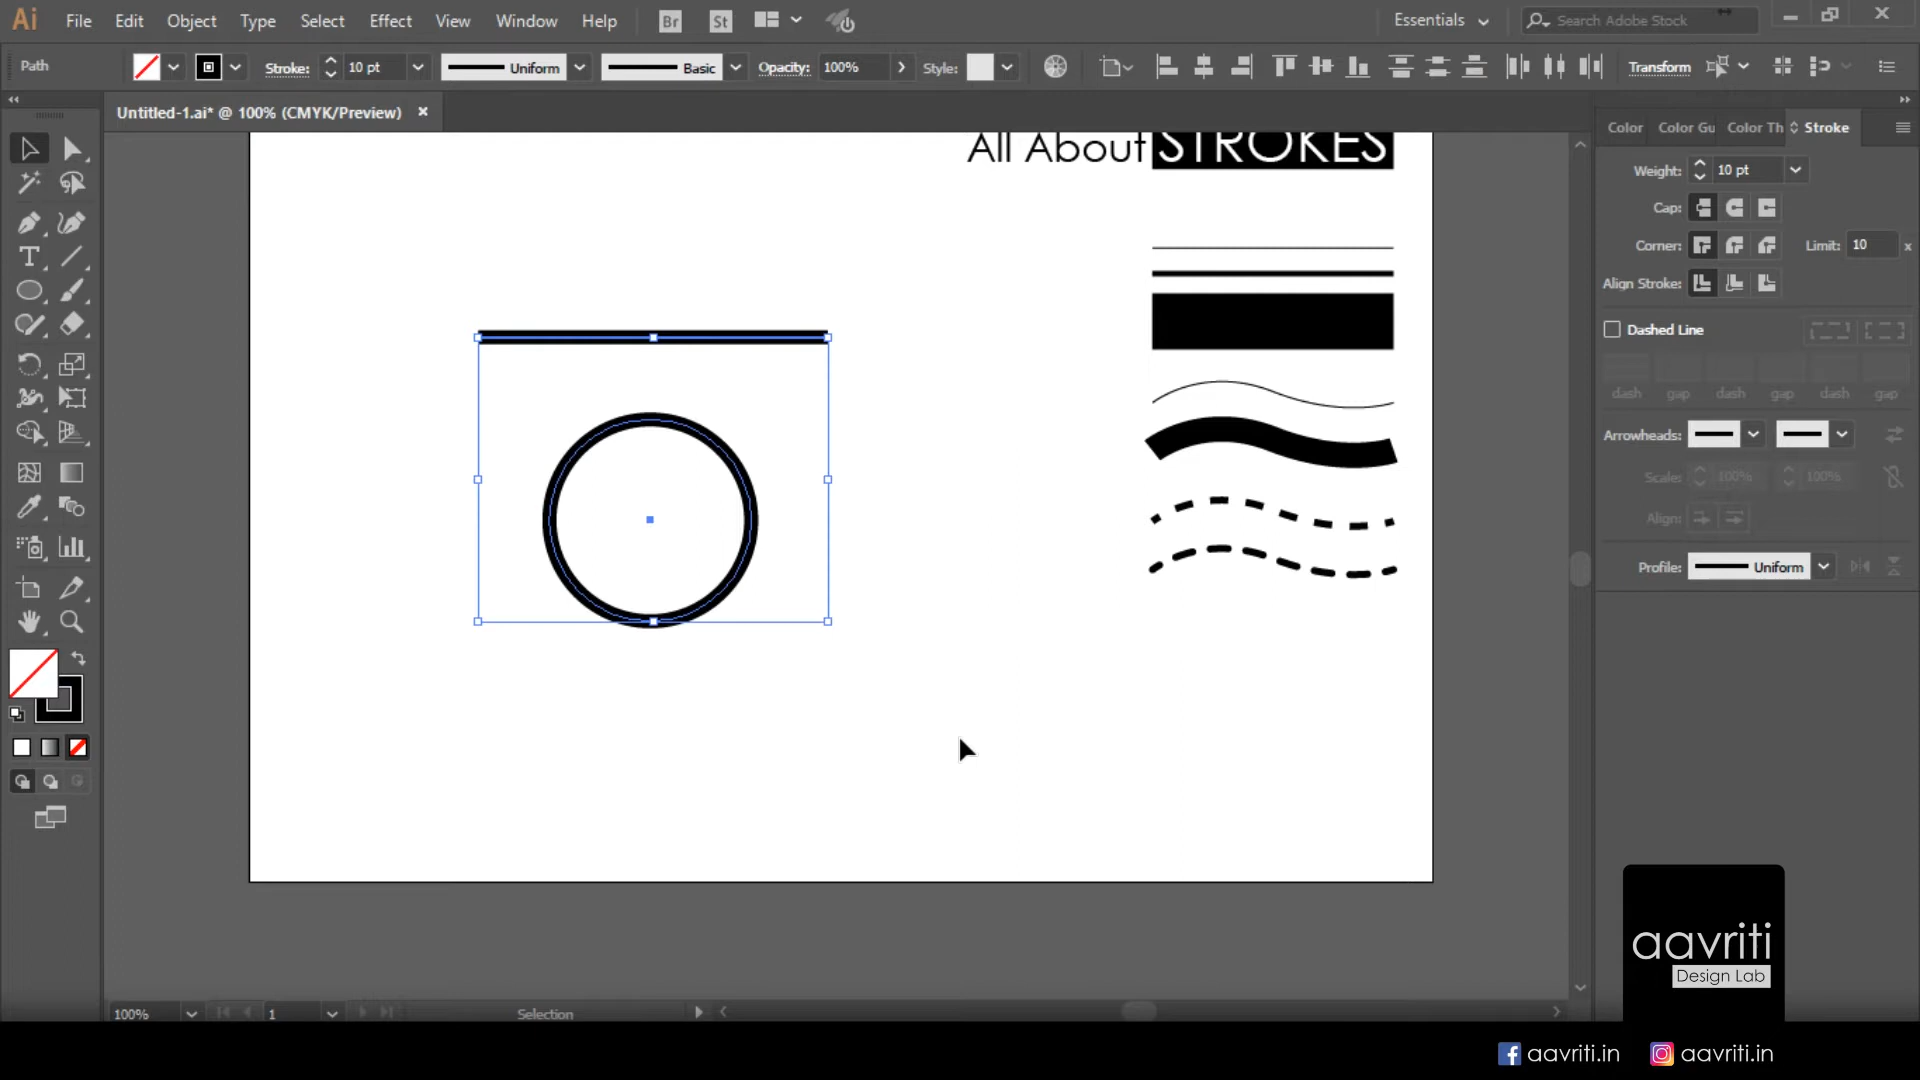 Ai File Edit Object Type Select Effect View Window Help Br St Essentials Search Adobe Stock
Path Stroke: 10 pt Uniform Basic Opacity: 100% Style: Transform
Untitled-1.ai* @ 100% (CMYK/Preview)
Color Color Gu Color Th Stroke
All About STROKES
Weight: 10 pt
Cap:
Corner: Limit: 10 x
Align Stroke:
Dashed Line
dash gap dash gap dash gap
Arrowheads:
Scale: 100% 100%
Align:
Profile: Uniform
aavriti
Design Lab
100% 1 Selection
aavriti.in aavriti.in